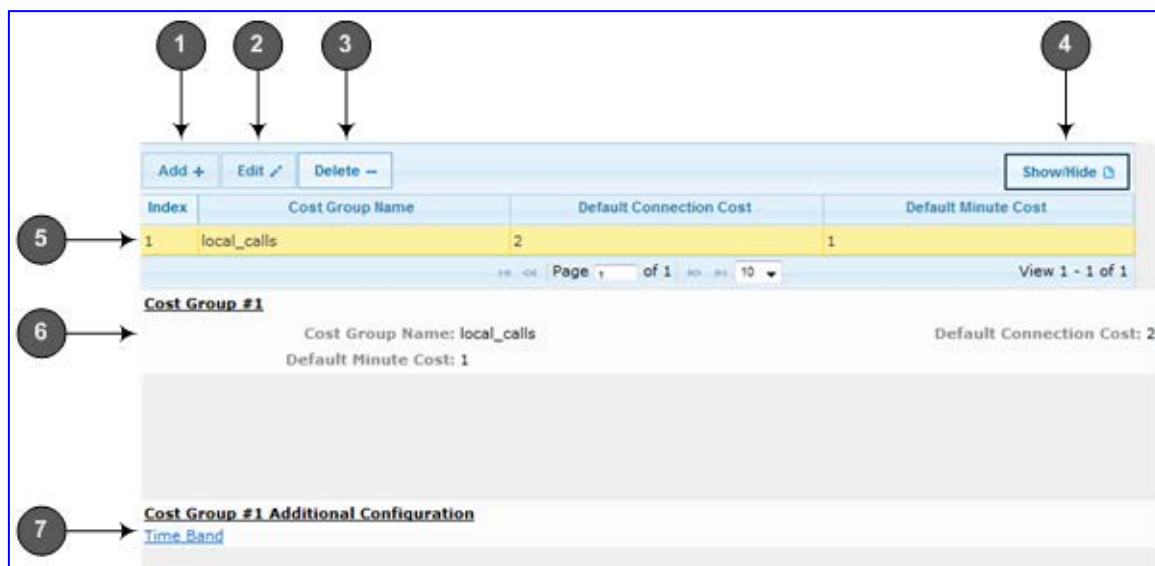 1 2 3 4
Add + Edit Delete − Show/Hide
Index Cost Group Name Default Connection Cost Default Minute Cost
5 1 local_calls 2 1
Page 1 of 1 10 View 1 - 1 of 1
Cost Group #1
6 Cost Group Name: local_calls Default Connection Cost: 2
Default Minute Cost: 1
Cost Group #1 Additional Configuration
7 Time Band